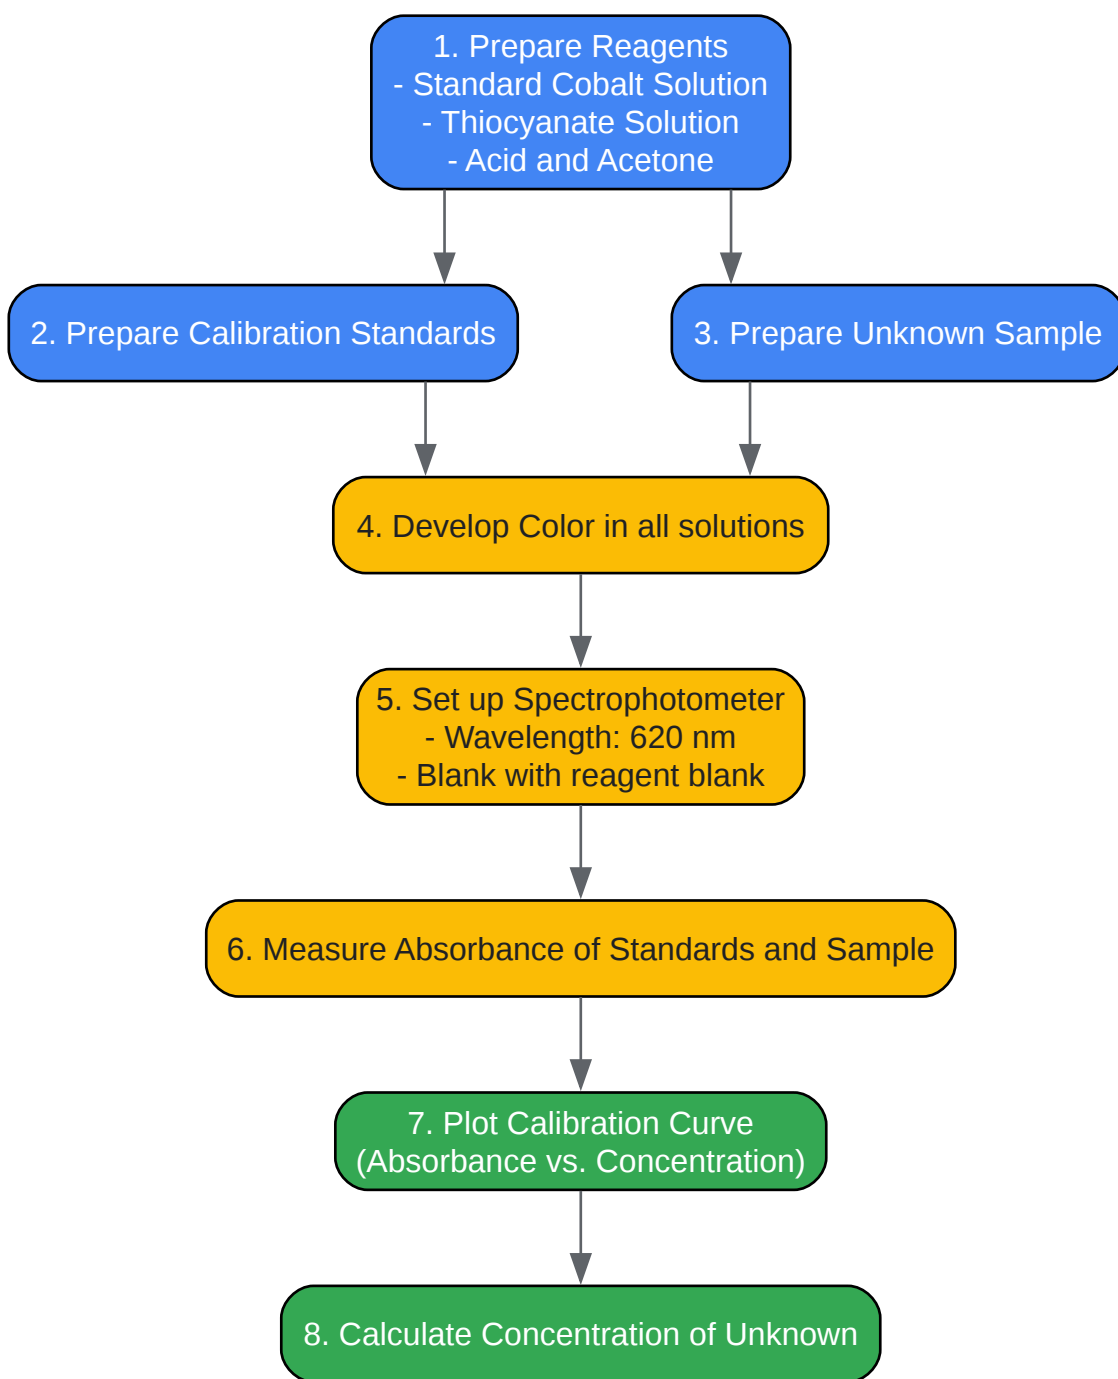 1. Prepare Reagents
- Standard Cobalt Solution
- Thiocyanate Solution
- Acid and Acetone
2. Prepare Calibration Standards
3. Prepare Unknown Sample
4. Develop Color in all solutions
5. Set up Spectrophotometer
- Wavelength: 620 nm
- Blank with reagent blank
6. Measure Absorbance of Standards and Sample
7. Plot Calibration Curve
(Absorbance vs. Concentration)
8. Calculate Concentration of Unknown